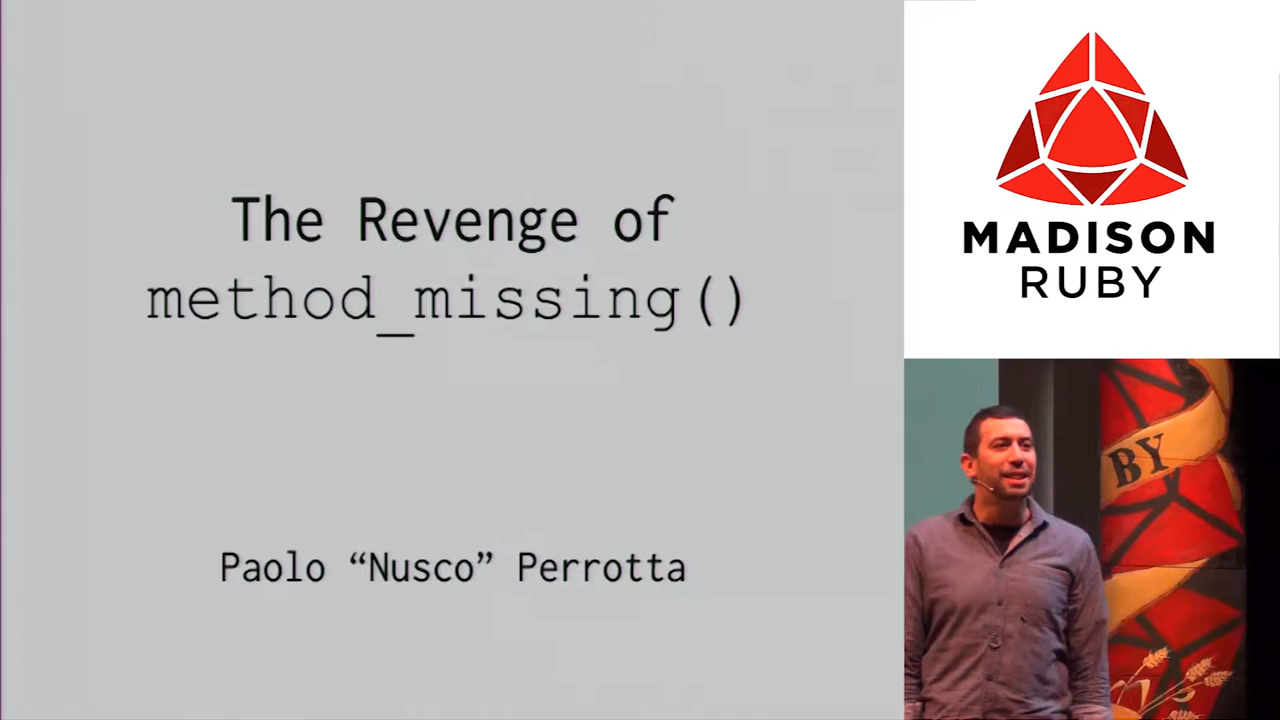 The Revenge of
method_missing()
Paolo “Nusco” Perrotta
MADISON
RUBY
BY